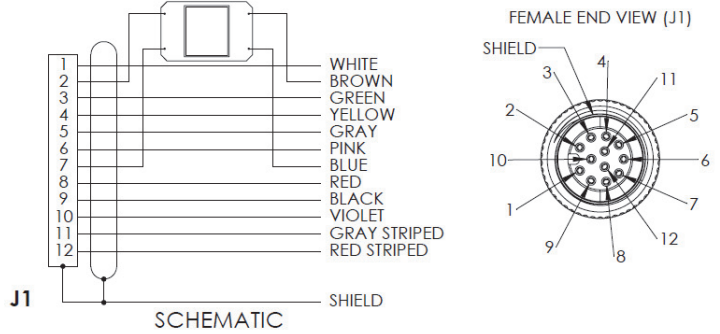 FEMALE END VIEW (J1)
SHIELD
3
4
11
2
5
10
6
1
7
9
8
12
1 WHITE
2 BROWN
3 GREEN
4 YELLOW
5 GRAY
6 PINK
7 BLUE
8 RED
9 BLACK
10 VIOLET
11 GRAY STRIPED
12 RED STRIPED
J1
SHIELD
SCHEMATIC